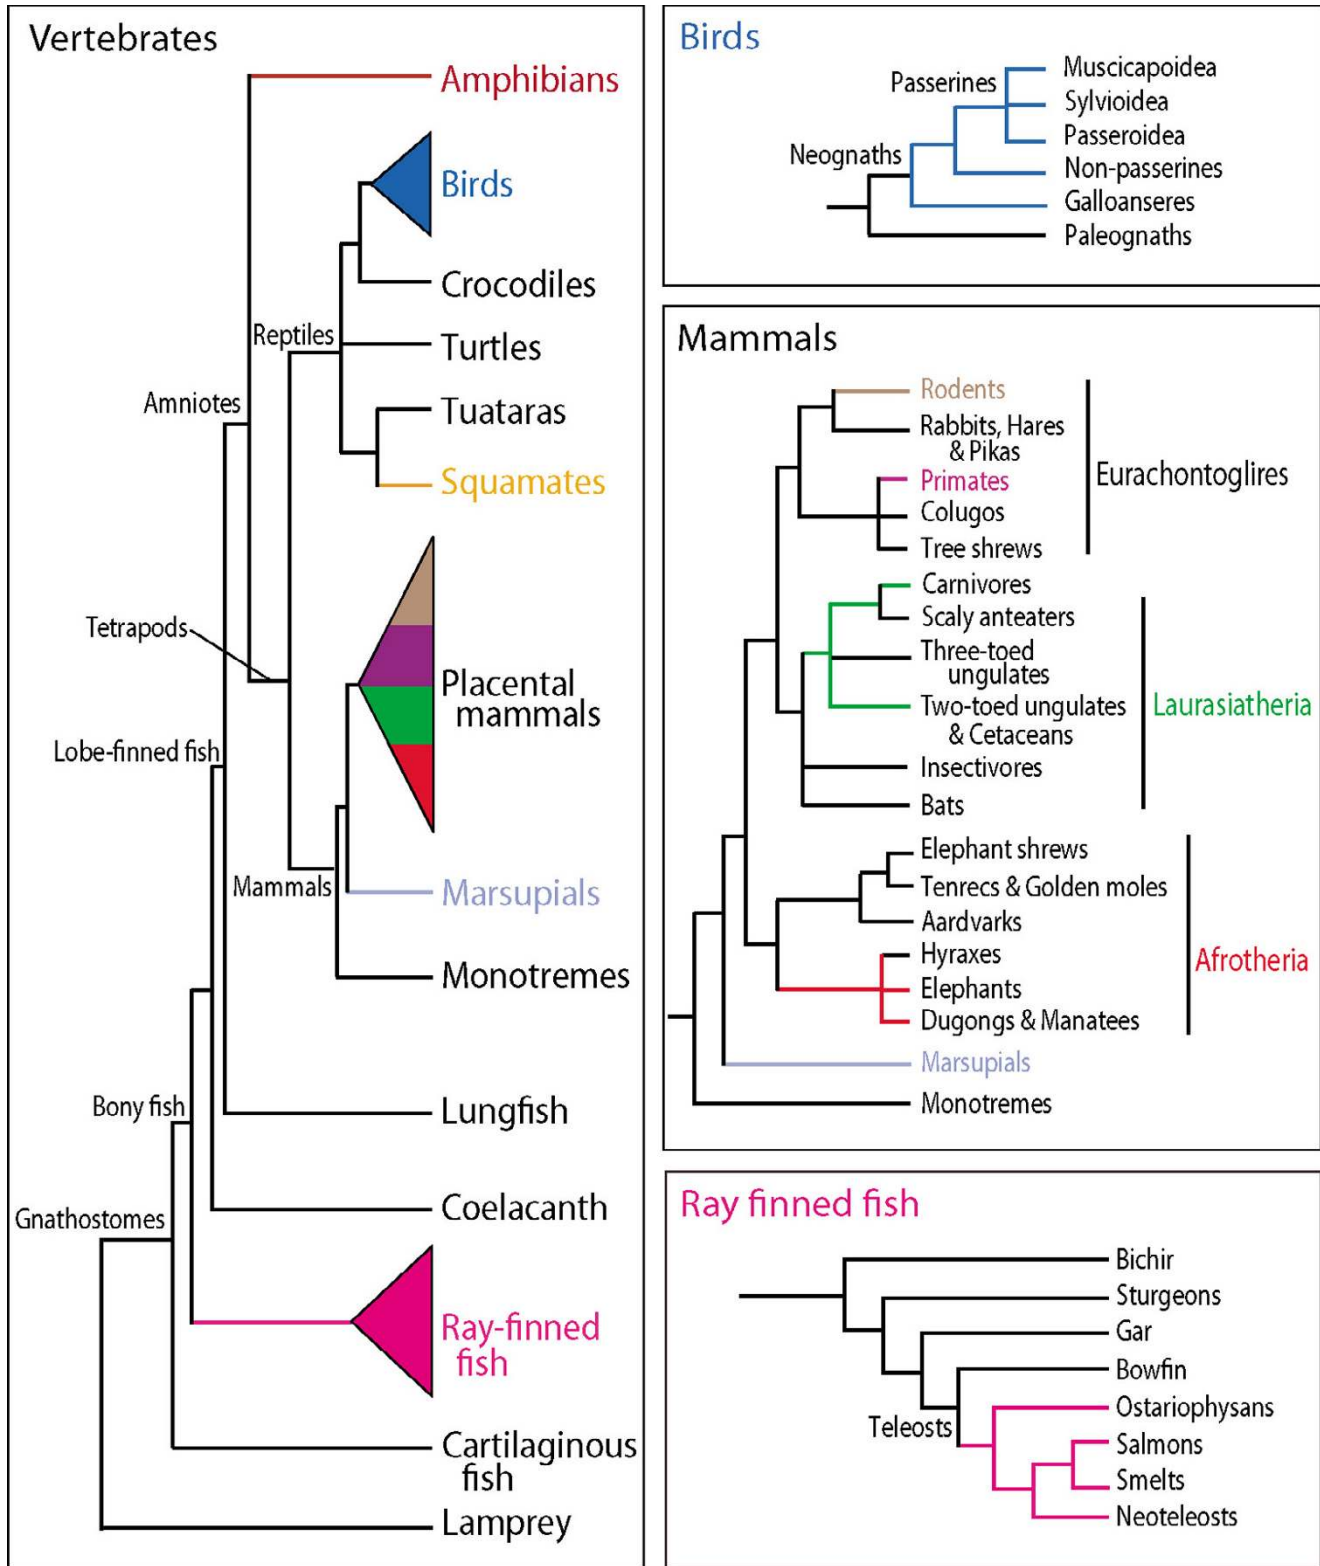 Vertebrates
Amphibians
Birds
Crocodiles
Reptiles
Turtles
Amniotes
Tuataras
Squamates
Tetrapods
Placental
mammals
Lobe-finned fish
Mammals
Marsupials
Monotremes
Bony fish
Lungfish
Coelacanth
Gnathostomes
Ray-finned
fish
Cartilaginous
fish
Lamprey
Birds
Passerines
Muscicapoidea
Sylvioidea
Passeroidea
Neognaths
Non-passerines
Galloanseres
Paleognaths
Mammals
Rodents
Rabbits, Hares
& Pikas
Primates
Eurachontoglires
Colugos
Tree shrews
Carnivores
Scaly anteaters
Three-toed
ungulates
Laurasiatheria
Two-toed ungulates
& Cetaceans
Insectivores
Bats
Elephant shrews
Tenrecs & Golden moles
Aardvarks
Hyraxes
Afrotheria
Elephants
Dugongs & Manatees
Marsupials
Monotremes
Ray finned fish
Bichir
Sturgeons
Gar
Bowfin
Teleosts
Ostariophysans
Salmons
Smelts
Neoteleosts